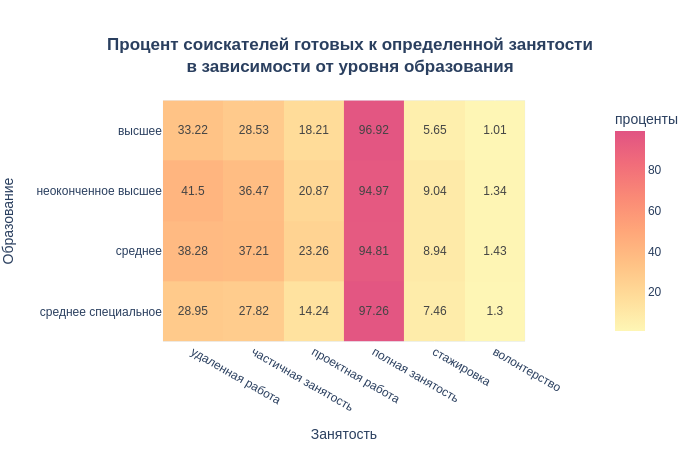 Процент соискателей готовых к определенной занятости
в зависимости от уровня образования
проценты
высшее 33.22 28.53 18.21 96.92 5.65 1.01
неоконченное высшее 41.5 36.47 20.87 94.97 9.04 1.34
среднее 38.28 37.21 23.26 94.81 8.94 1.43
среднее специальное 28.95 27.82 14.24 97.26 7.46 1.3
80
60
40
20
Образование
удаленная работа
частичная занятость
проектная работа
полная занятость
стажировка
волонтерство
Занятость